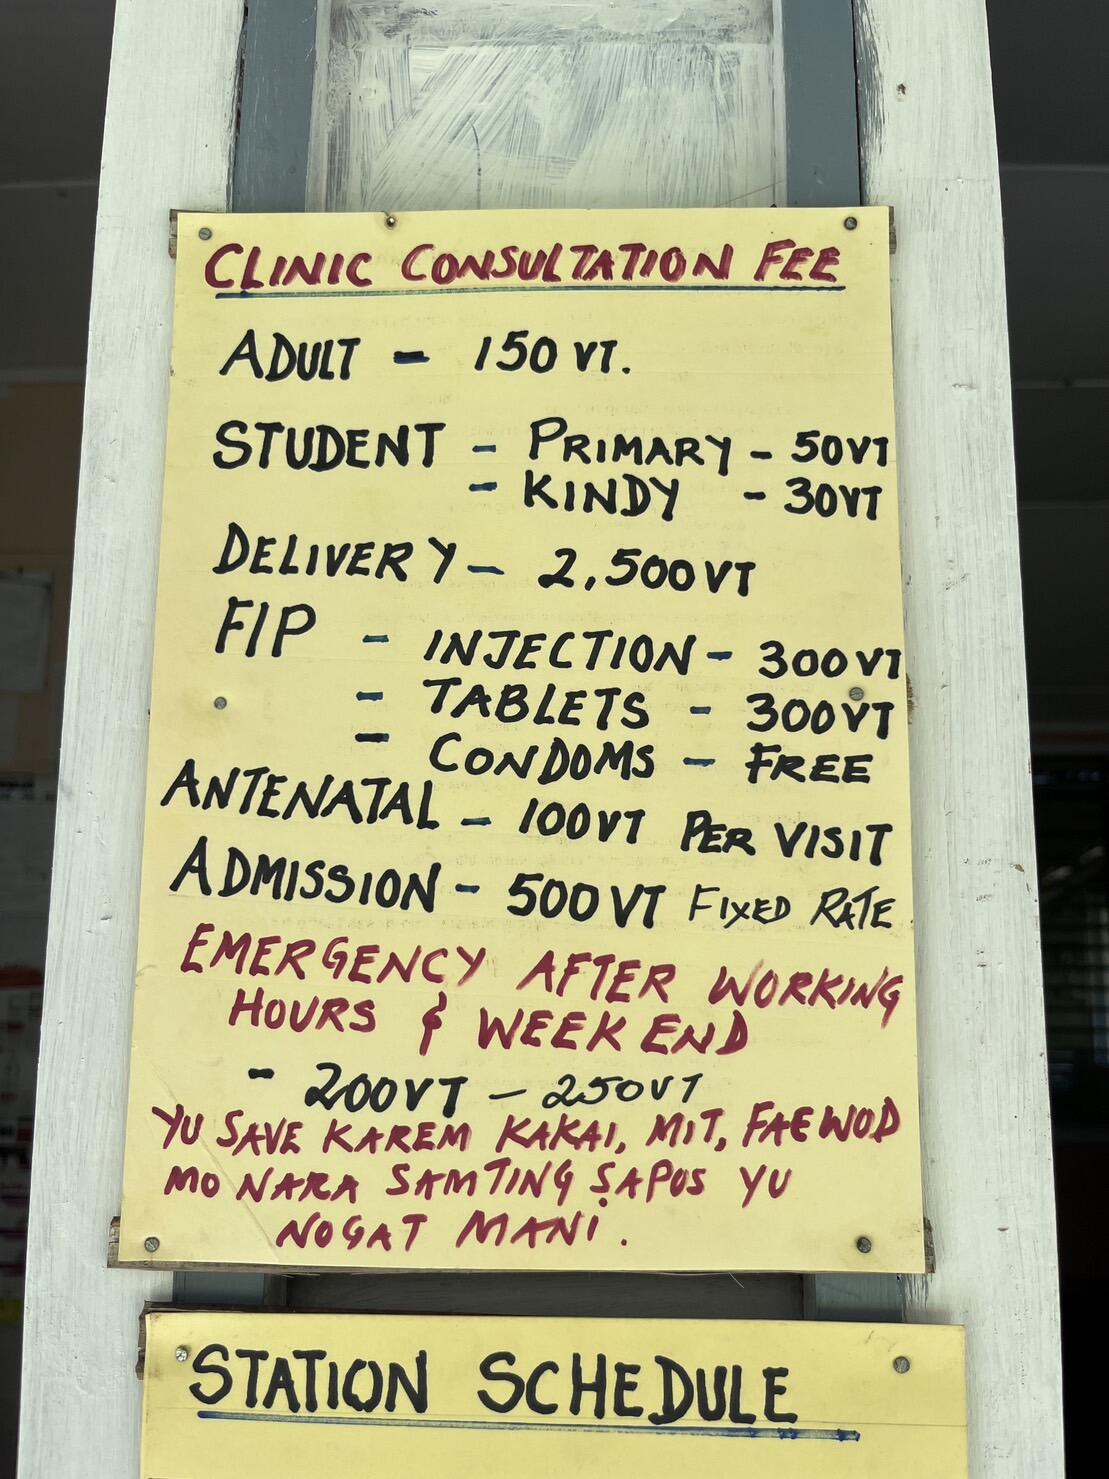 CLINIC CONSULTATION FEE
ADULT - 150 VT.
STUDENT - PRIMARY - 50VT
- KINDY - 30VT
DELIVERY - 2,500VT
FIP - INJECTION - 300VT
- TABLETS - 300VT
- CONDOMS - FREE
ANTENATAL - 100VT PER VISIT
ADMISSION - 500VT FIXED RATE
EMERGENCY AFTER WORKING
HOURS & WEEK END
- 200VT - 250VT
YU SAVE KAREM KAKAI, MIT, FAEWOD
MO NARA SAMTING SAPOS YU
NOGAT MANI.
STATION SCHEDULE